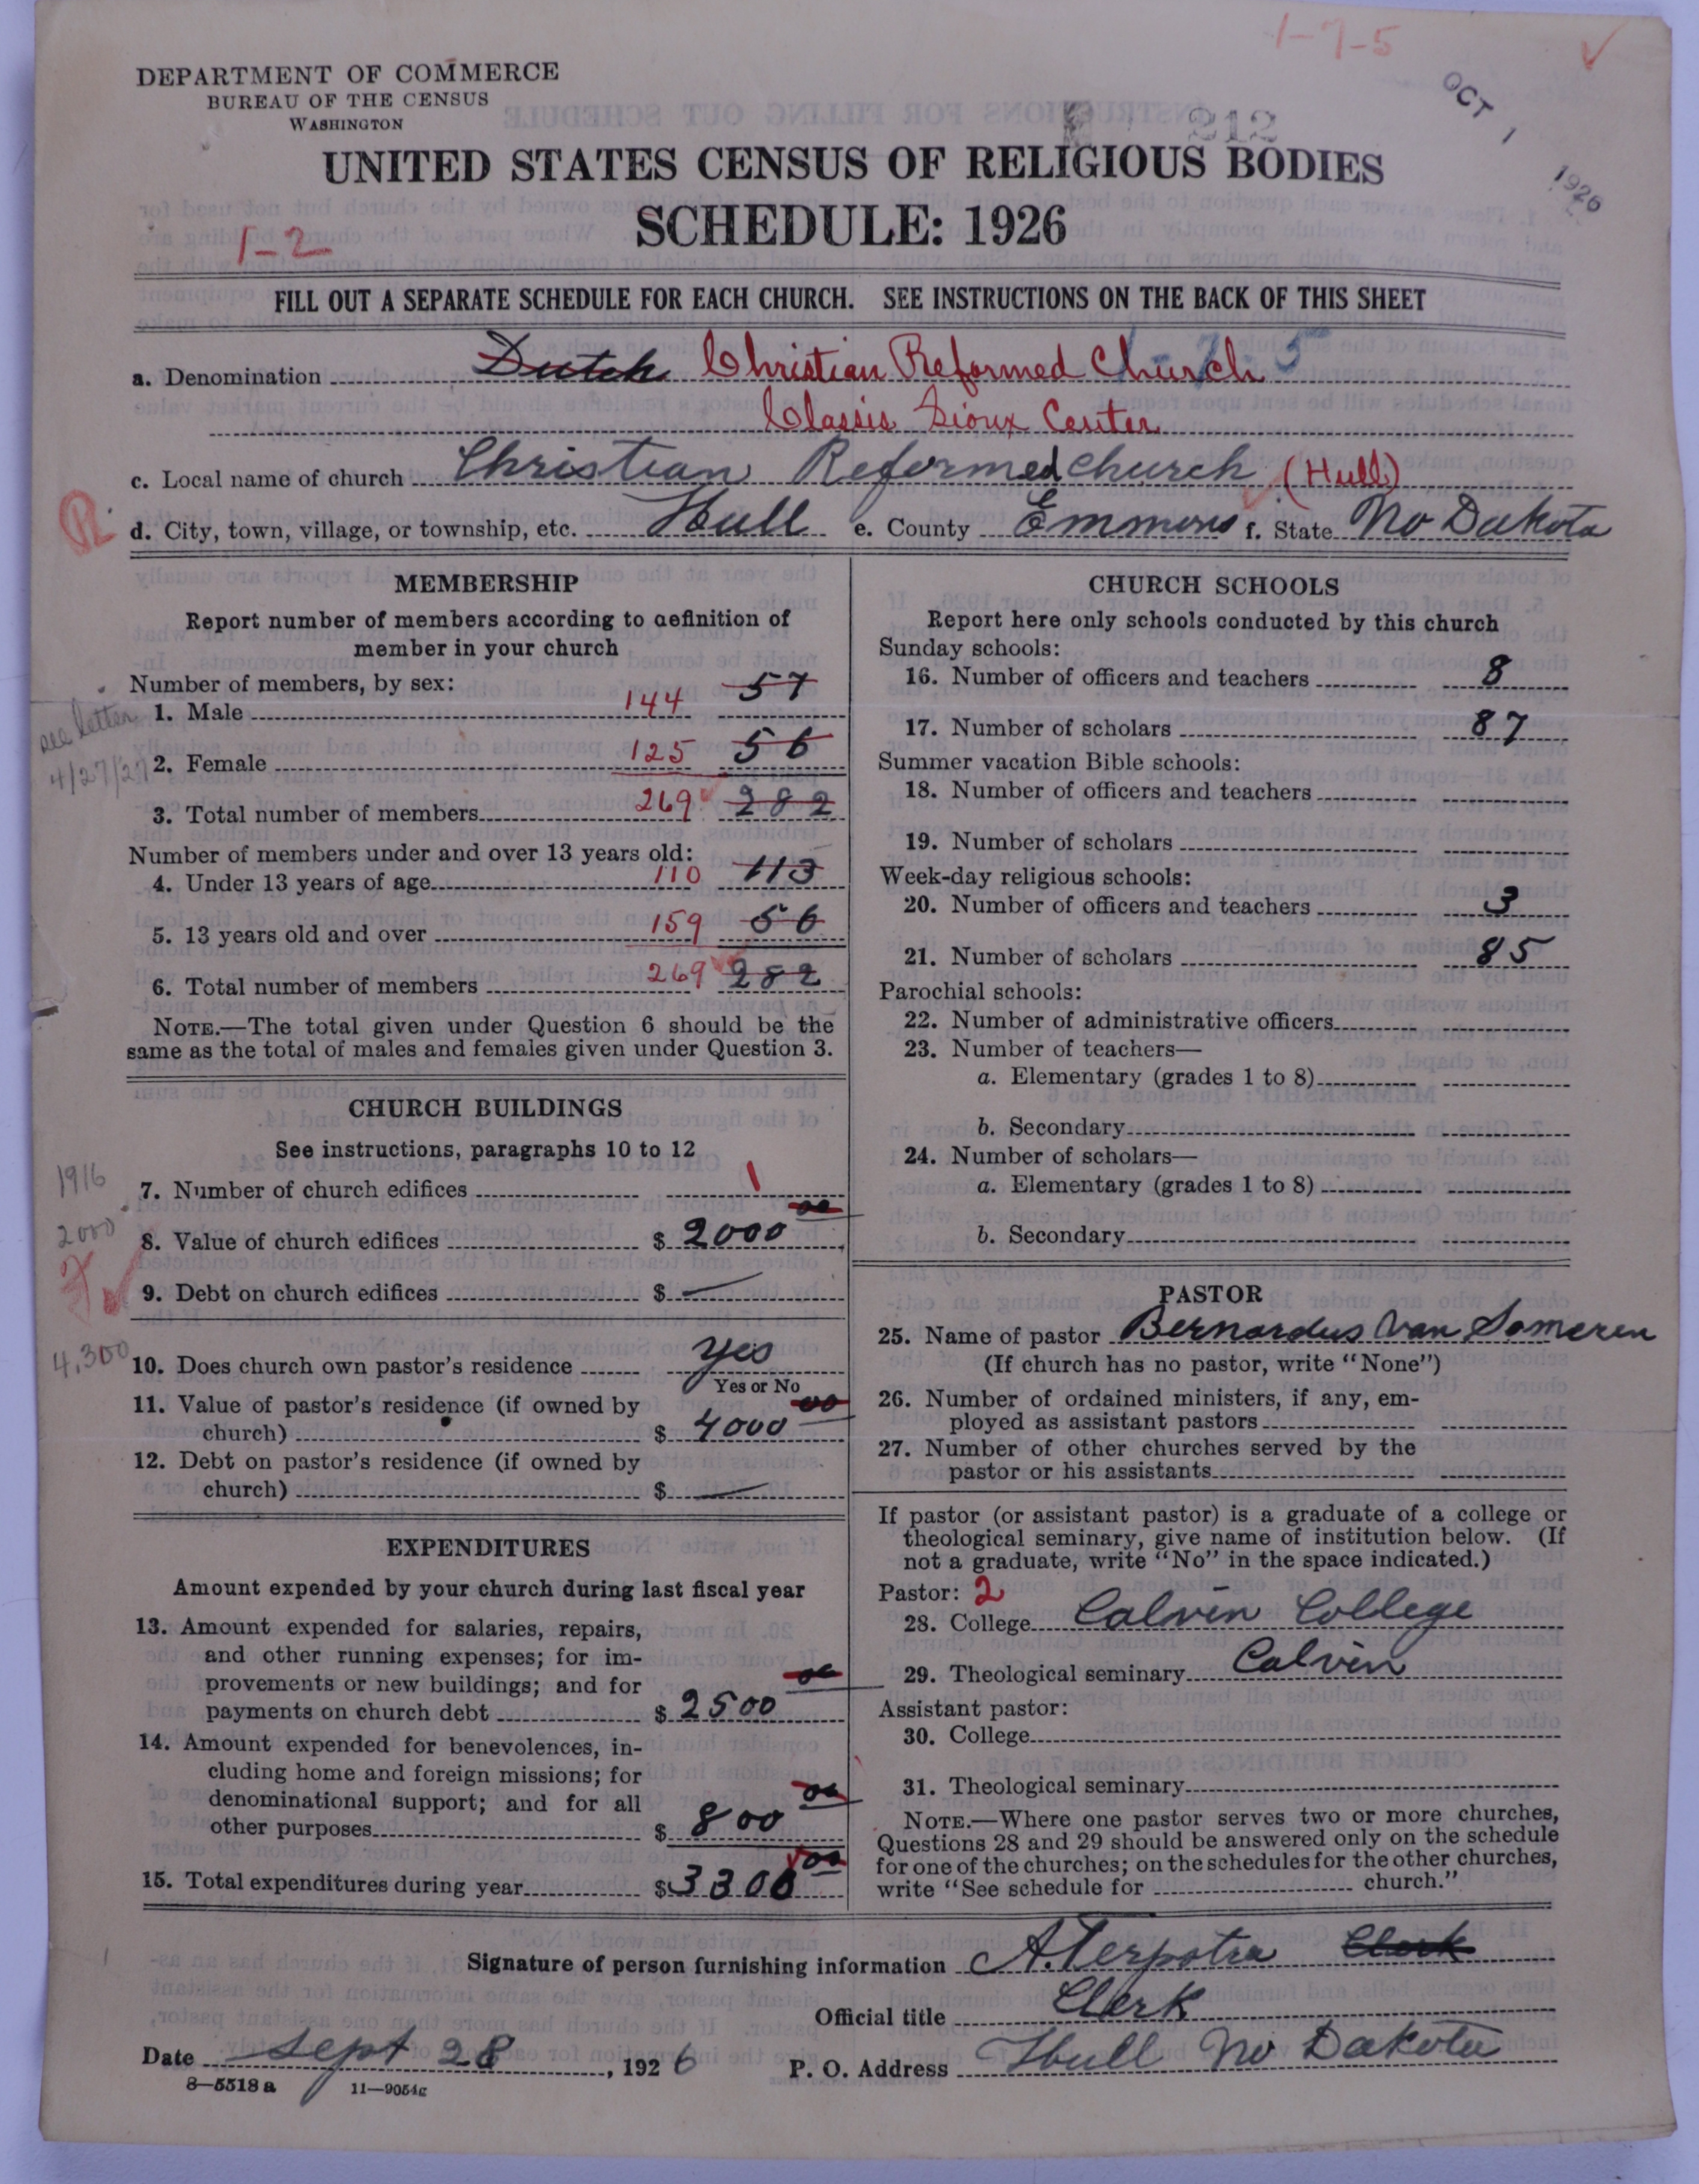 1-7-5 ✓
DEPARTMENT OF COMMERCE
BUREAU OF THE CENSUS
WASHINGTON
OCT 1 1926
212
UNITED STATES CENSUS OF RELIGIOUS BODIES
SCHEDULE: 1926
1-2
FILL OUT A SEPARATE SCHEDULE FOR EACH CHURCH. SEE INSTRUCTIONS ON THE BACK OF THIS SHEET
1-7-5
a. Denomination Dutch Christian Reformed Church
Classis Sioux Center
c. Local name of church Christian Reformed Church (Hull)
R
d. City, town, village, or township, etc. Hull e. County Emmons f. State No Dakota
MEMBERSHIP
Report number of members according to definition of
member in your church
Number of members, by sex:
see letter
4/27/27
1. Male 144 57
2. Female 125 56
3. Total number of members 269 282
Number of members under and over 13 years old:
4. Under 13 years of age 110 113
5. 13 years old and over 159 56
6. Total number of members 269 282
NOTE.—The total given under Question 6 should be the
same as the total of males and females given under Question 3.
CHURCH BUILDINGS
See instructions, paragraphs 10 to 12
1916
7. Number of church edifices 1
2000
8. Value of church edifices $ 2000 00
9. Debt on church edifices $ —
4,300
10. Does church own pastor's residence yes
Yes or No
11. Value of pastor's residence (if owned by
church) $ 4000 00
12. Debt on pastor's residence (if owned by
church) $ —
EXPENDITURES
Amount expended by your church during last fiscal year
13. Amount expended for salaries, repairs,
and other running expenses; for im-
provements or new buildings; and for
payments on church debt $ 2500 00
14. Amount expended for benevolences, in-
cluding home and foreign missions; for
denominational support; and for all
other purposes $ 800 00
15. Total expenditures during year $ 3300 00
CHURCH SCHOOLS
Report here only schools conducted by this church
Sunday schools:
16. Number of officers and teachers 8
17. Number of scholars 87
Summer vacation Bible schools:
18. Number of officers and teachers
19. Number of scholars
Week-day religious schools:
20. Number of officers and teachers 3
21. Number of scholars 85
Parochial schools:
22. Number of administrative officers
23. Number of teachers—
a. Elementary (grades 1 to 8)
b. Secondary
24. Number of scholars—
a. Elementary (grades 1 to 8)
b. Secondary
PASTOR
25. Name of pastor Bernardus Van Someren
(If church has no pastor, write "None")
26. Number of ordained ministers, if any, em-
ployed as assistant pastors
27. Number of other churches served by the
pastor or his assistants
If pastor (or assistant pastor) is a graduate of a college or
theological seminary, give name of institution below. (If
not a graduate, write "No" in the space indicated.)
Pastor: 2
28. College Calvin College
29. Theological seminary Calvin
Assistant pastor:
30. College
31. Theological seminary
NOTE.—Where one pastor serves two or more churches,
Questions 28 and 29 should be answered only on the schedule
for one of the churches; on the schedules for the other churches,
write "See schedule for church."
Signature of person furnishing information A. Terpstra Clerk
Official title Clerk
Date Sept 28, 1926 P. O. Address Hull No Dakota
8—5518 a 11—9054c